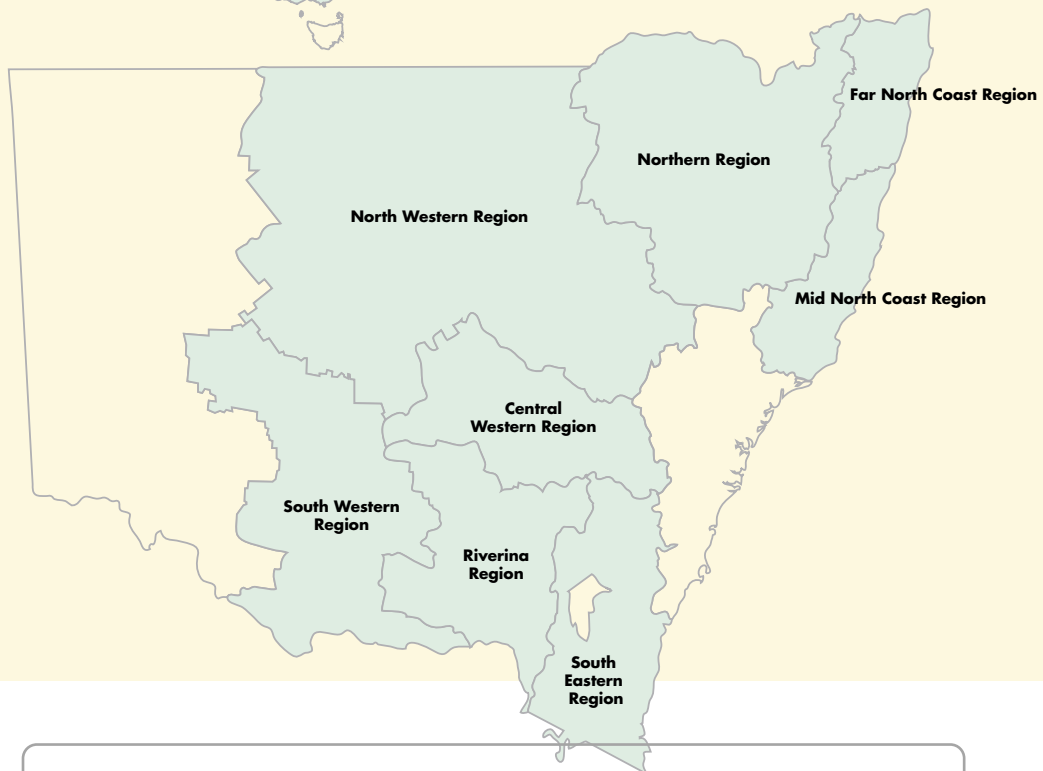 Far North Coast Region
Northern Region
North Western Region
Mid North Coast Region
Central
Western Region
South Western
Region
Riverina
Region
South
Eastern
Region